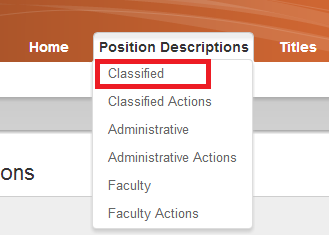 Home Position Descriptions Titles
Classified
Classified Actions
Administrative
Administrative Actions
ons
Faculty
Faculty Actions